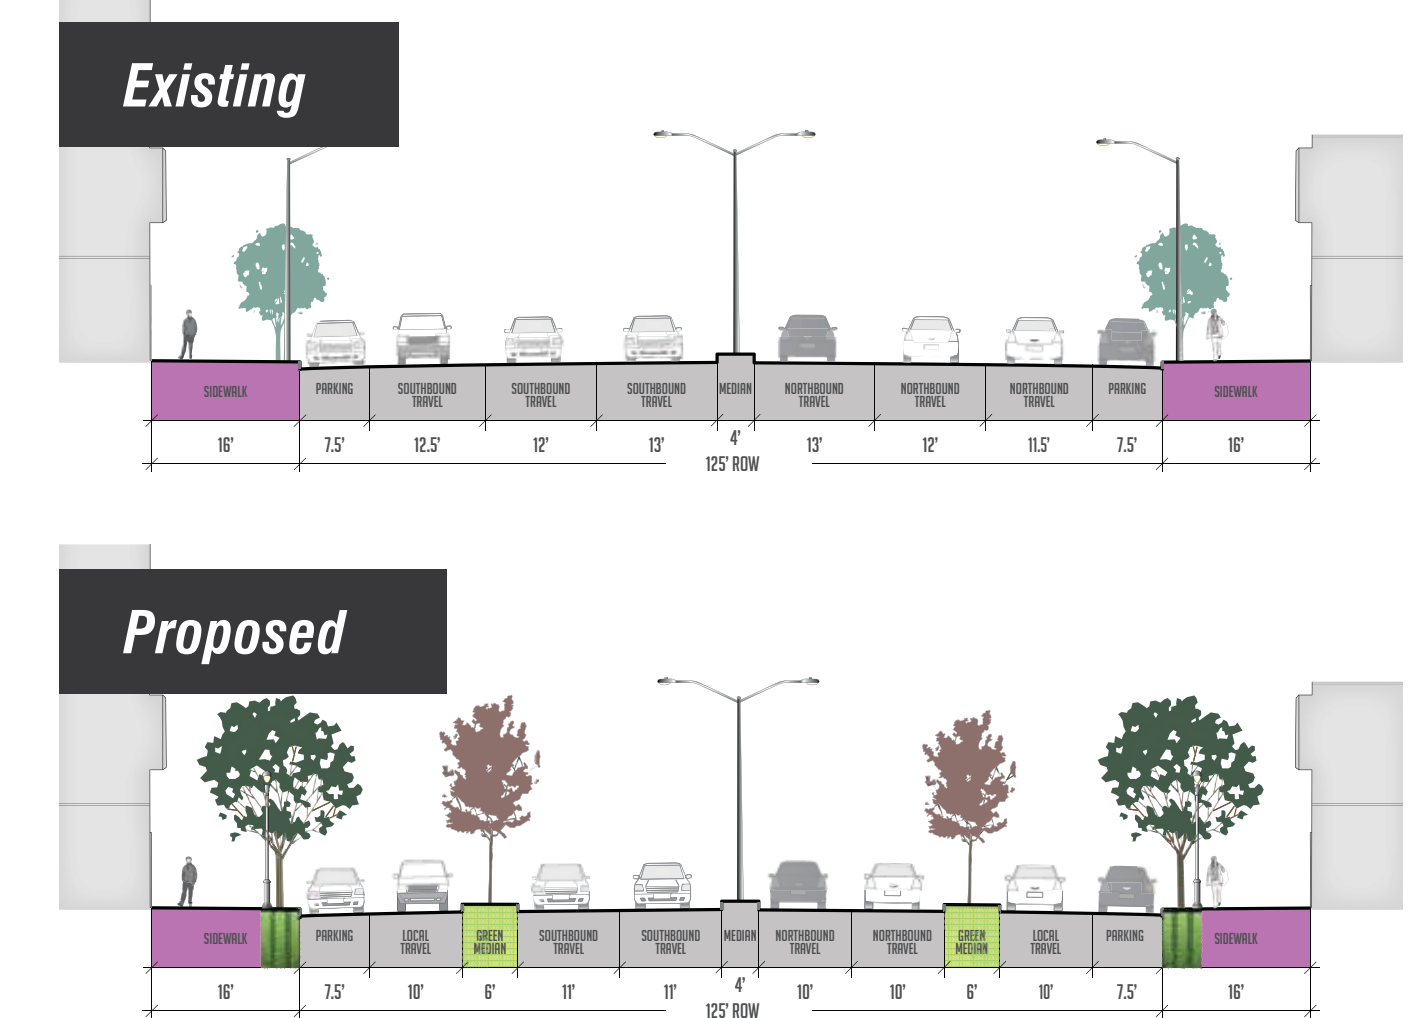 Existing
SIDEWALK
PARKING
SOUTHBOUND
TRAVEL
SOUTHBOUND
TRAVEL
SOUTHBOUND
TRAVEL
MEDIAN
NORTHBOUND
TRAVEL
NORTHBOUND
TRAVEL
NORTHBOUND
TRAVEL
PARKING
SIDEWALK
16' 7.5' 12.5' 12' 13' 4' 13' 12' 11.5' 7.5' 16'
125' ROW
Proposed
SIDEWALK
PARKING
LOCAL
TRAVEL
GREEN
MEDIAN
SOUTHBOUND
TRAVEL
SOUTHBOUND
TRAVEL
MEDIAN
NORTHBOUND
TRAVEL
NORTHBOUND
TRAVEL
GREEN
MEDIAN
LOCAL
TRAVEL
PARKING
SIDEWALK
16' 7.5' 10' 6' 11' 11' 4' 10' 10' 6' 10' 7.5' 16'
125' ROW